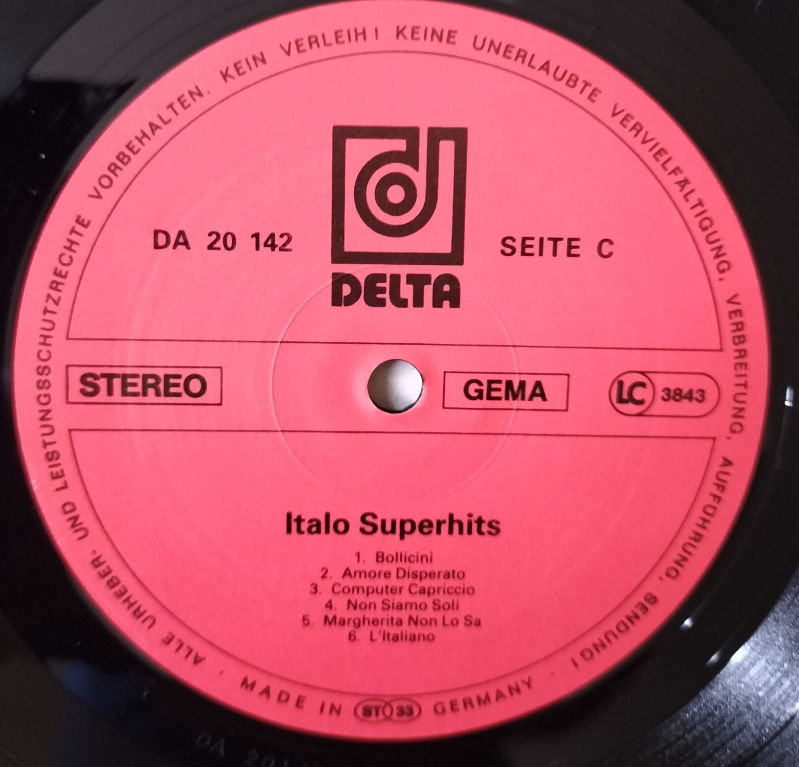 ALLE URHEBER- UND LEISTUNGSSCHUTZRECHTE VORBEHALTEN. KEIN VERLEIH! KEINE UNERLAUBTE VERVIELFÄLTIGUNG, VERBREITUNG, AUFFÜHRUNG, SENDUNG!
DA 20 142
DELTA
SEITE C
STEREO
GEMA
LC 3843
Italo Superhits
1. Bollicini
2. Amore Disperato
3. Computer Capriccio
4. Non Siamo Soli
5. Margherita Non Lo Sa
6. L'Italiano
MADE IN ST 33 GERMANY